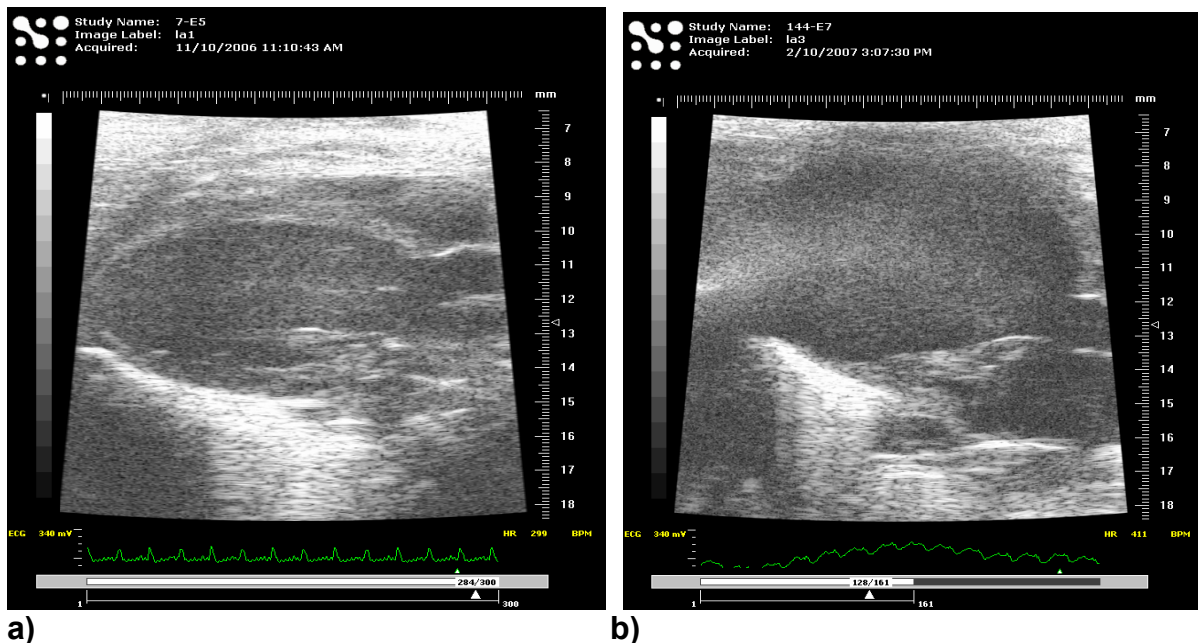 Study Name: 7-E5
Image Label: la1
Acquired: 11/10/2006 11:10:43 AM
mm
7
8
9
10
11
12
13
14
15
16
17
18
ECG 340 mV HR 299 BPM
284/300
1 300
a)
Study Name: 144-E7
Image Label: la3
Acquired: 2/10/2007 3:07:30 PM
mm
7
8
9
10
11
12
13
14
15
16
17
18
ECG 340 mV HR 411 BPM
128/161
1 161
b)